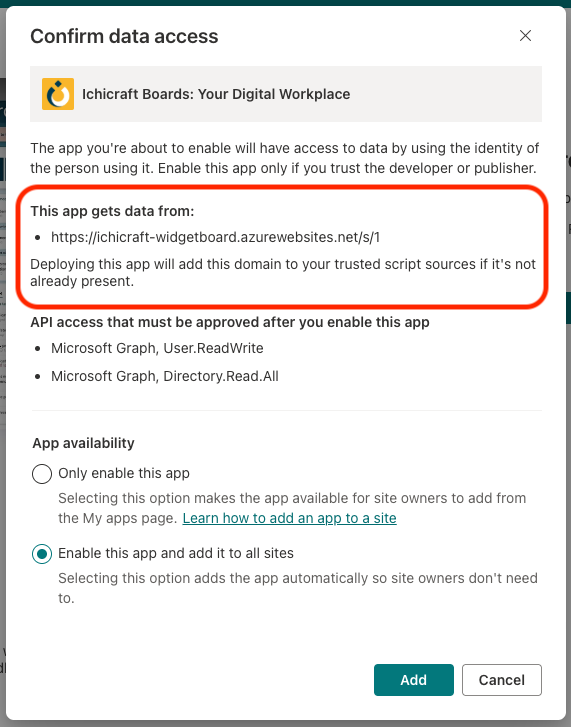 Confirm data access
Ichicraft Boards: Your Digital Workplace
The app you're about to enable will have access to data by using the identity
of the person using it. Enable this app only if you trust the developer or publisher.
This app gets data from:
• https://ichicraft-widgetboard.azurewebsites.net/s/1
Deploying this app will add this domain to your trusted script sources if it's not
already present.
API access that must be approved after you enable this app
• Microsoft Graph, User.ReadWrite
• Microsoft Graph, Directory.Read.All
App availability
Only enable this app
Selecting this option makes the app available for site owners to add from
the My apps page. Learn how to add an app to a site
Enable this app and add it to all sites
Selecting this option adds the app automatically so site owners don't need
to.
Add Cancel